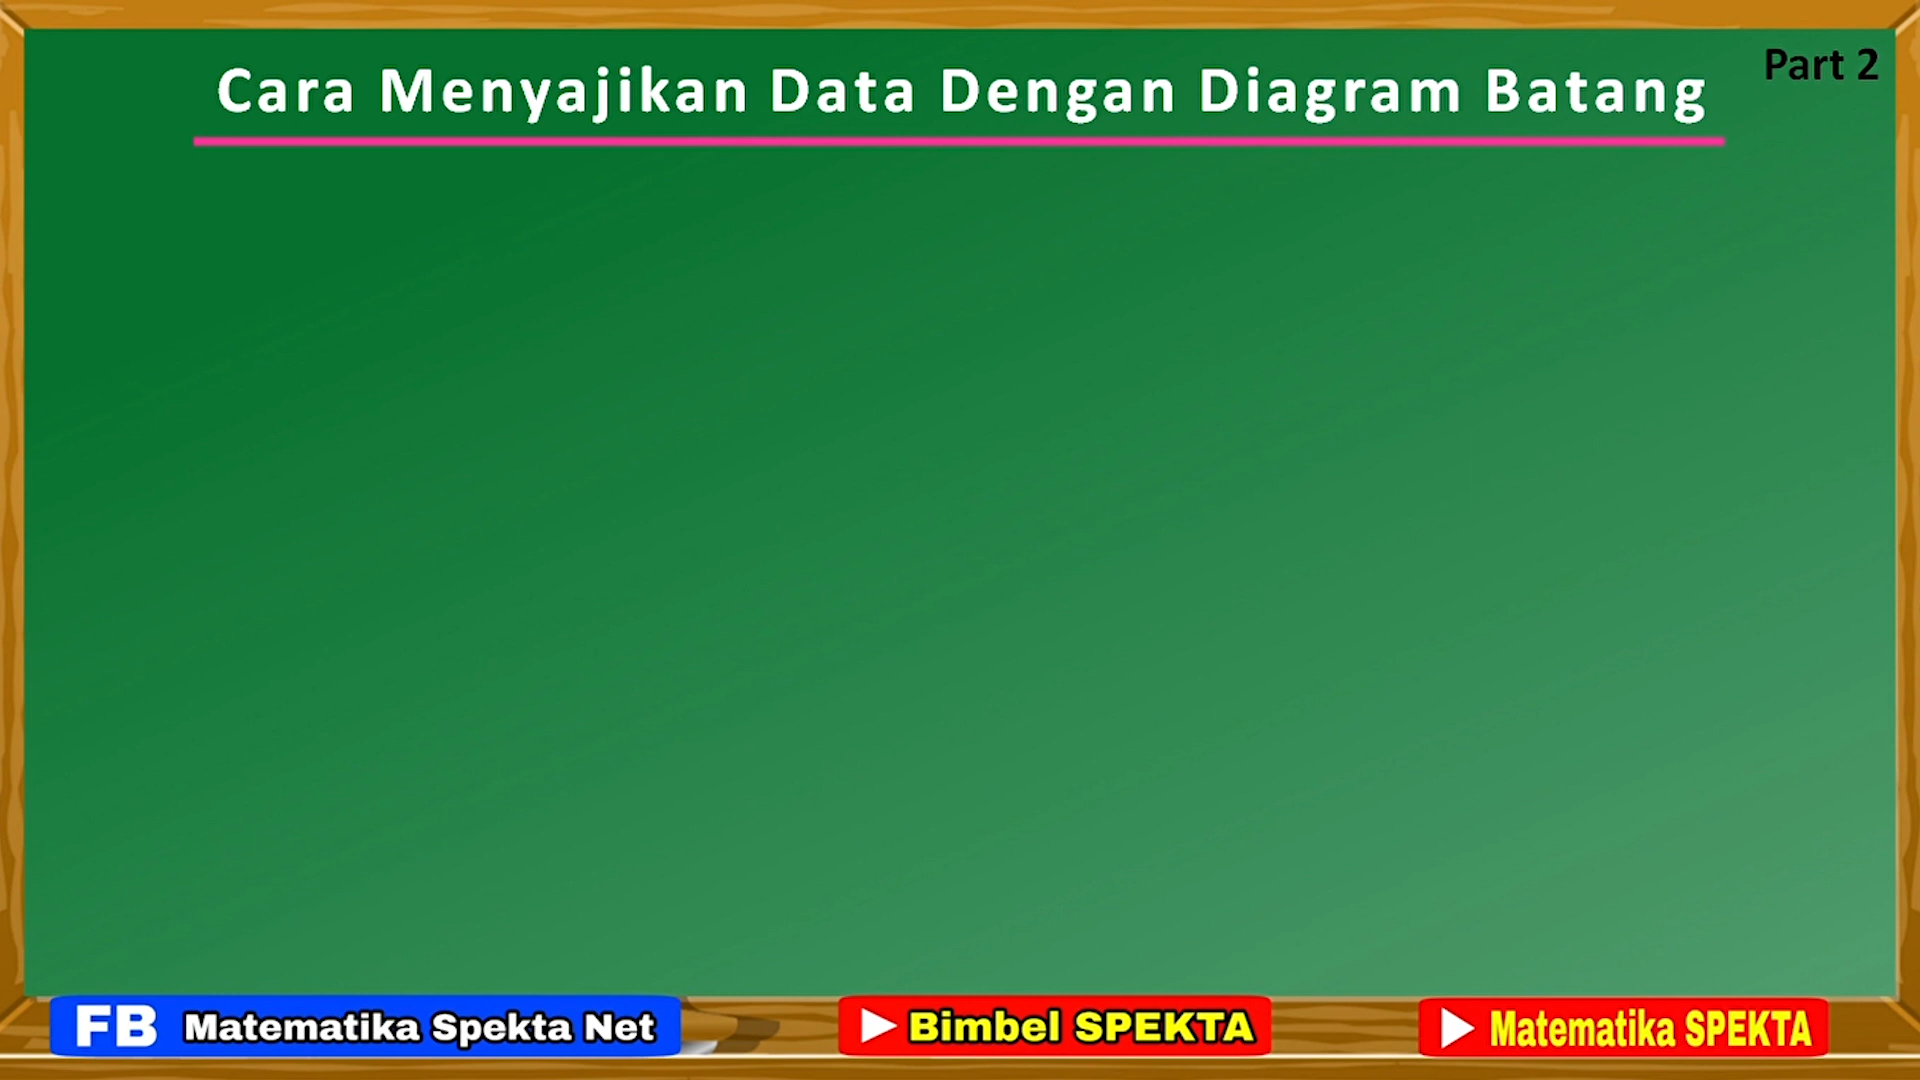 Part 2
Cara Menyajikan Data Dengan Diagram Batang
FB Matematika Spekta Net
Bimbel SPEKTA
Matematika SPEKTA